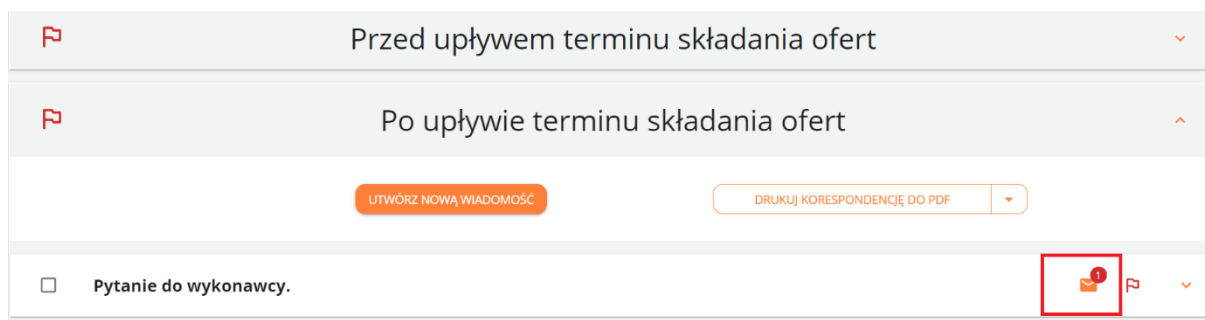 Przed upływem terminu składania ofert
Po upływie terminu składania ofert
UTWÓRZ NOWĄ WIADOMOŚĆ DRUKUJ KORESPONDENCJĘ DO PDF
Pytanie do wykonawcy. 1